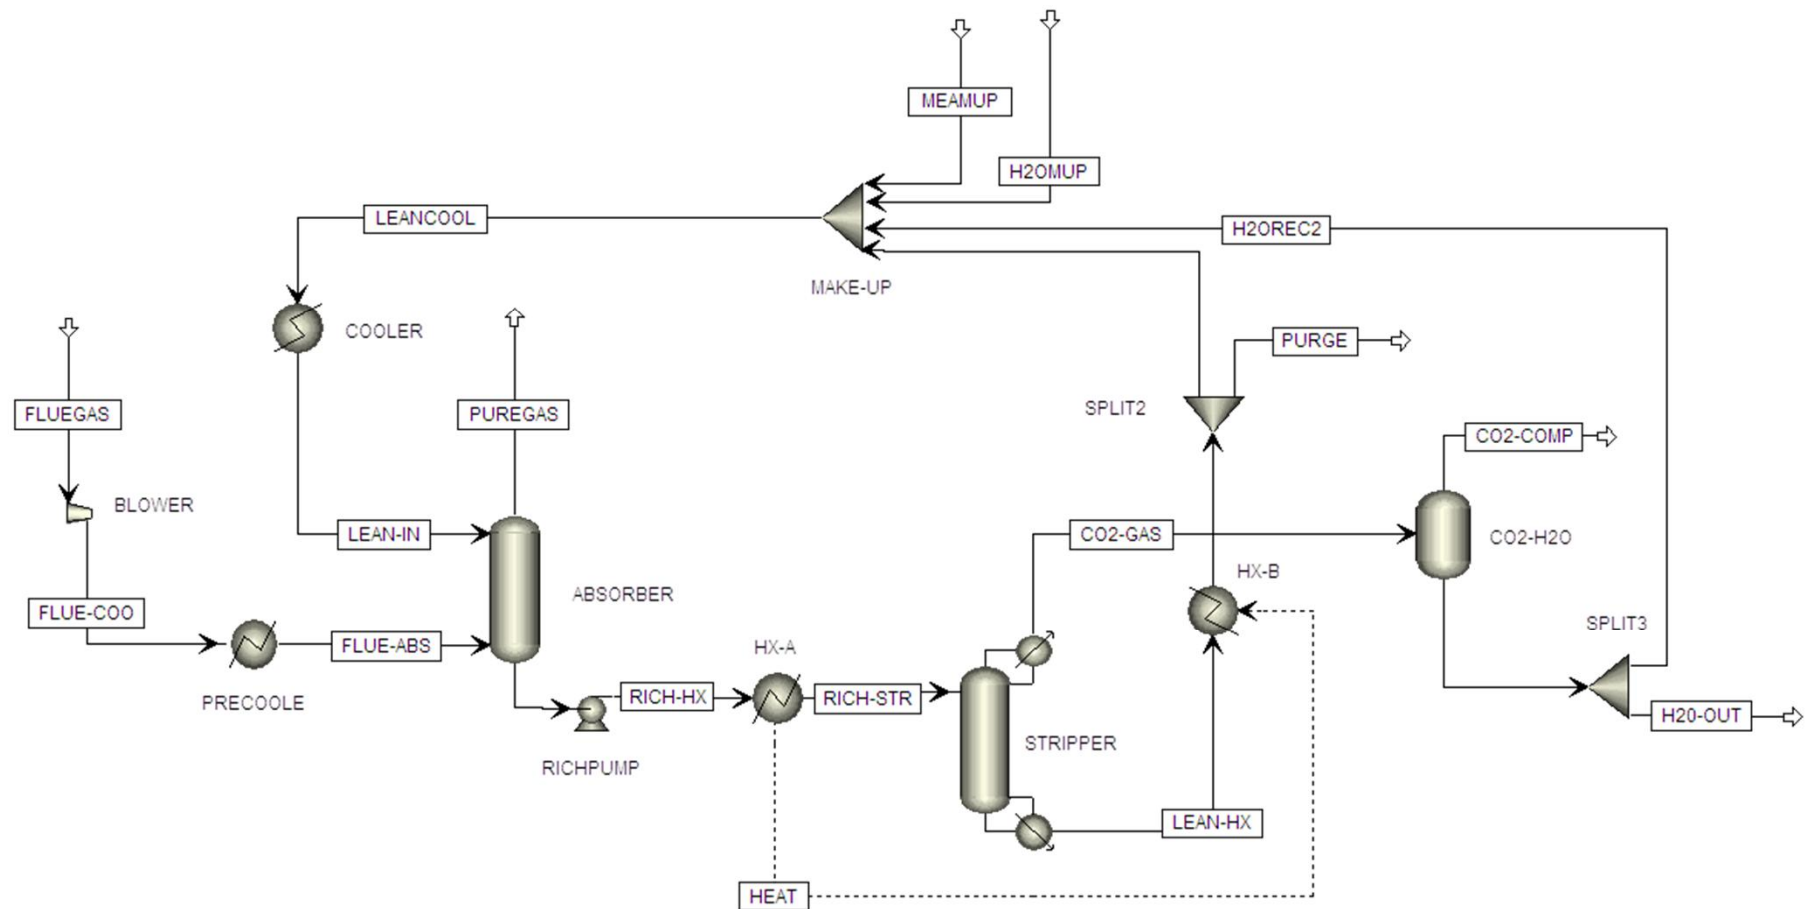 MEAMUP
H2OMUP
LEANCOOL
H2OREC2
MAKE-UP
COOLER
PURGE
FLUEGAS
PUREGAS
SPLIT2
CO2-COMP
BLOWER
LEAN-IN
CO2-GAS
CO2-H2O
HX-B
ABSORBER
FLUE-COO
SPLIT3
FLUE-ABS
HX-A
PRECOOLE
RICH-HX
RICH-STR
H20-OUT
STRIPPER
RICHPUMP
LEAN-HX
HEAT